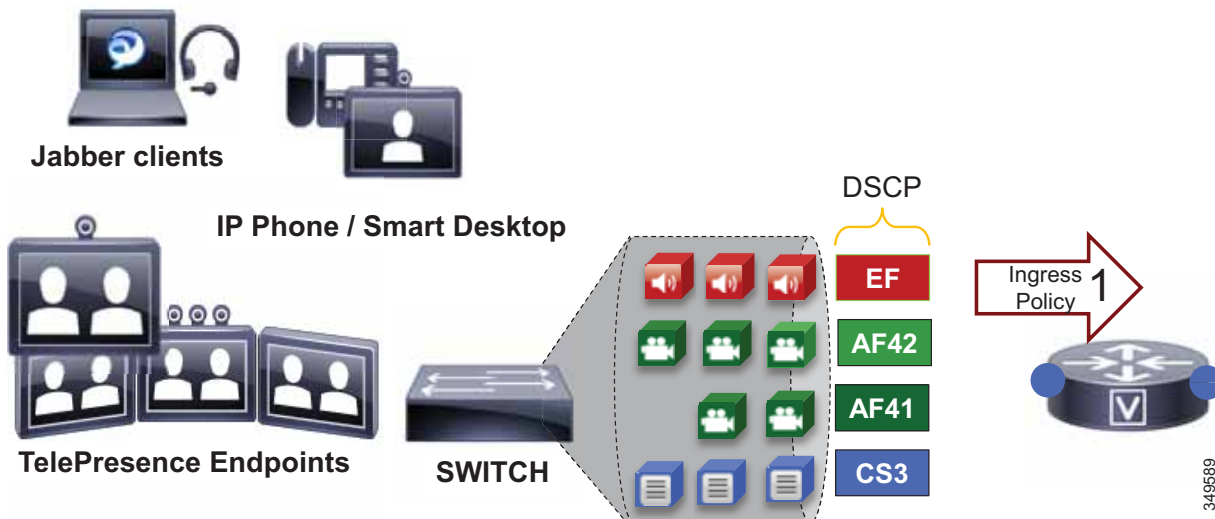 Jabber clients
IP Phone / Smart Desktop
TelePresence Endpoints
SWITCH
DSCP
EF
AF42
AF41
CS3
Ingress
Policy 1
V
349589